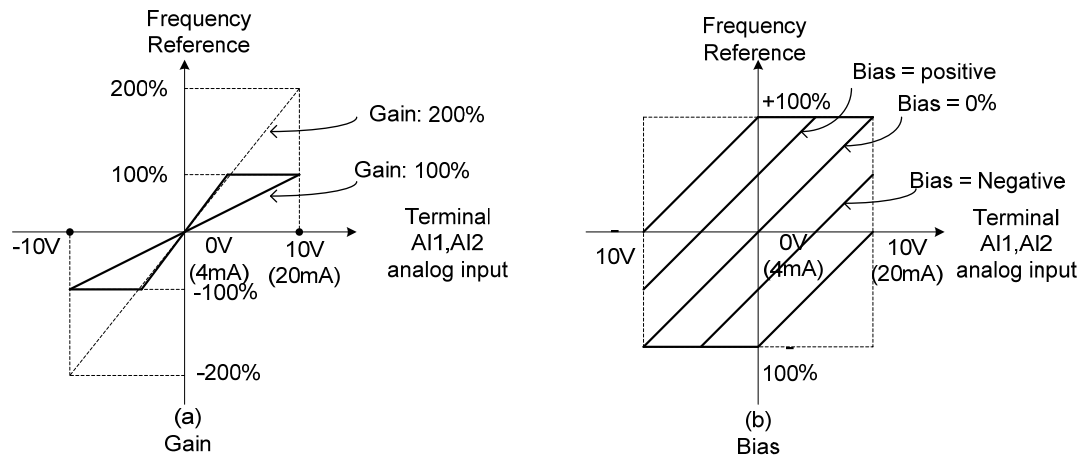 Frequency
Reference
200%
Gain: 200%
100%
Gain: 100%
-10V
0V
(4mA)
10V
(20mA)
Terminal
AI1,AI2
analog input
-100%
-200%
(a)
Gain
Frequency
Reference
Bias = positive
+100%
Bias = 0%
Bias = Negative
-
10V
0V
(4mA)
10V
(20mA)
Terminal
AI1,AI2
analog input
-
100%
(b)
Bias